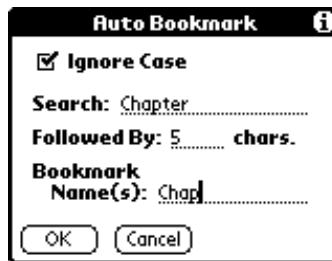 Auto Bookmark i
Ignore Case
Search: Chapter
Followed By: 5 chars.
Bookmark
Name(s): Chap
OK Cancel